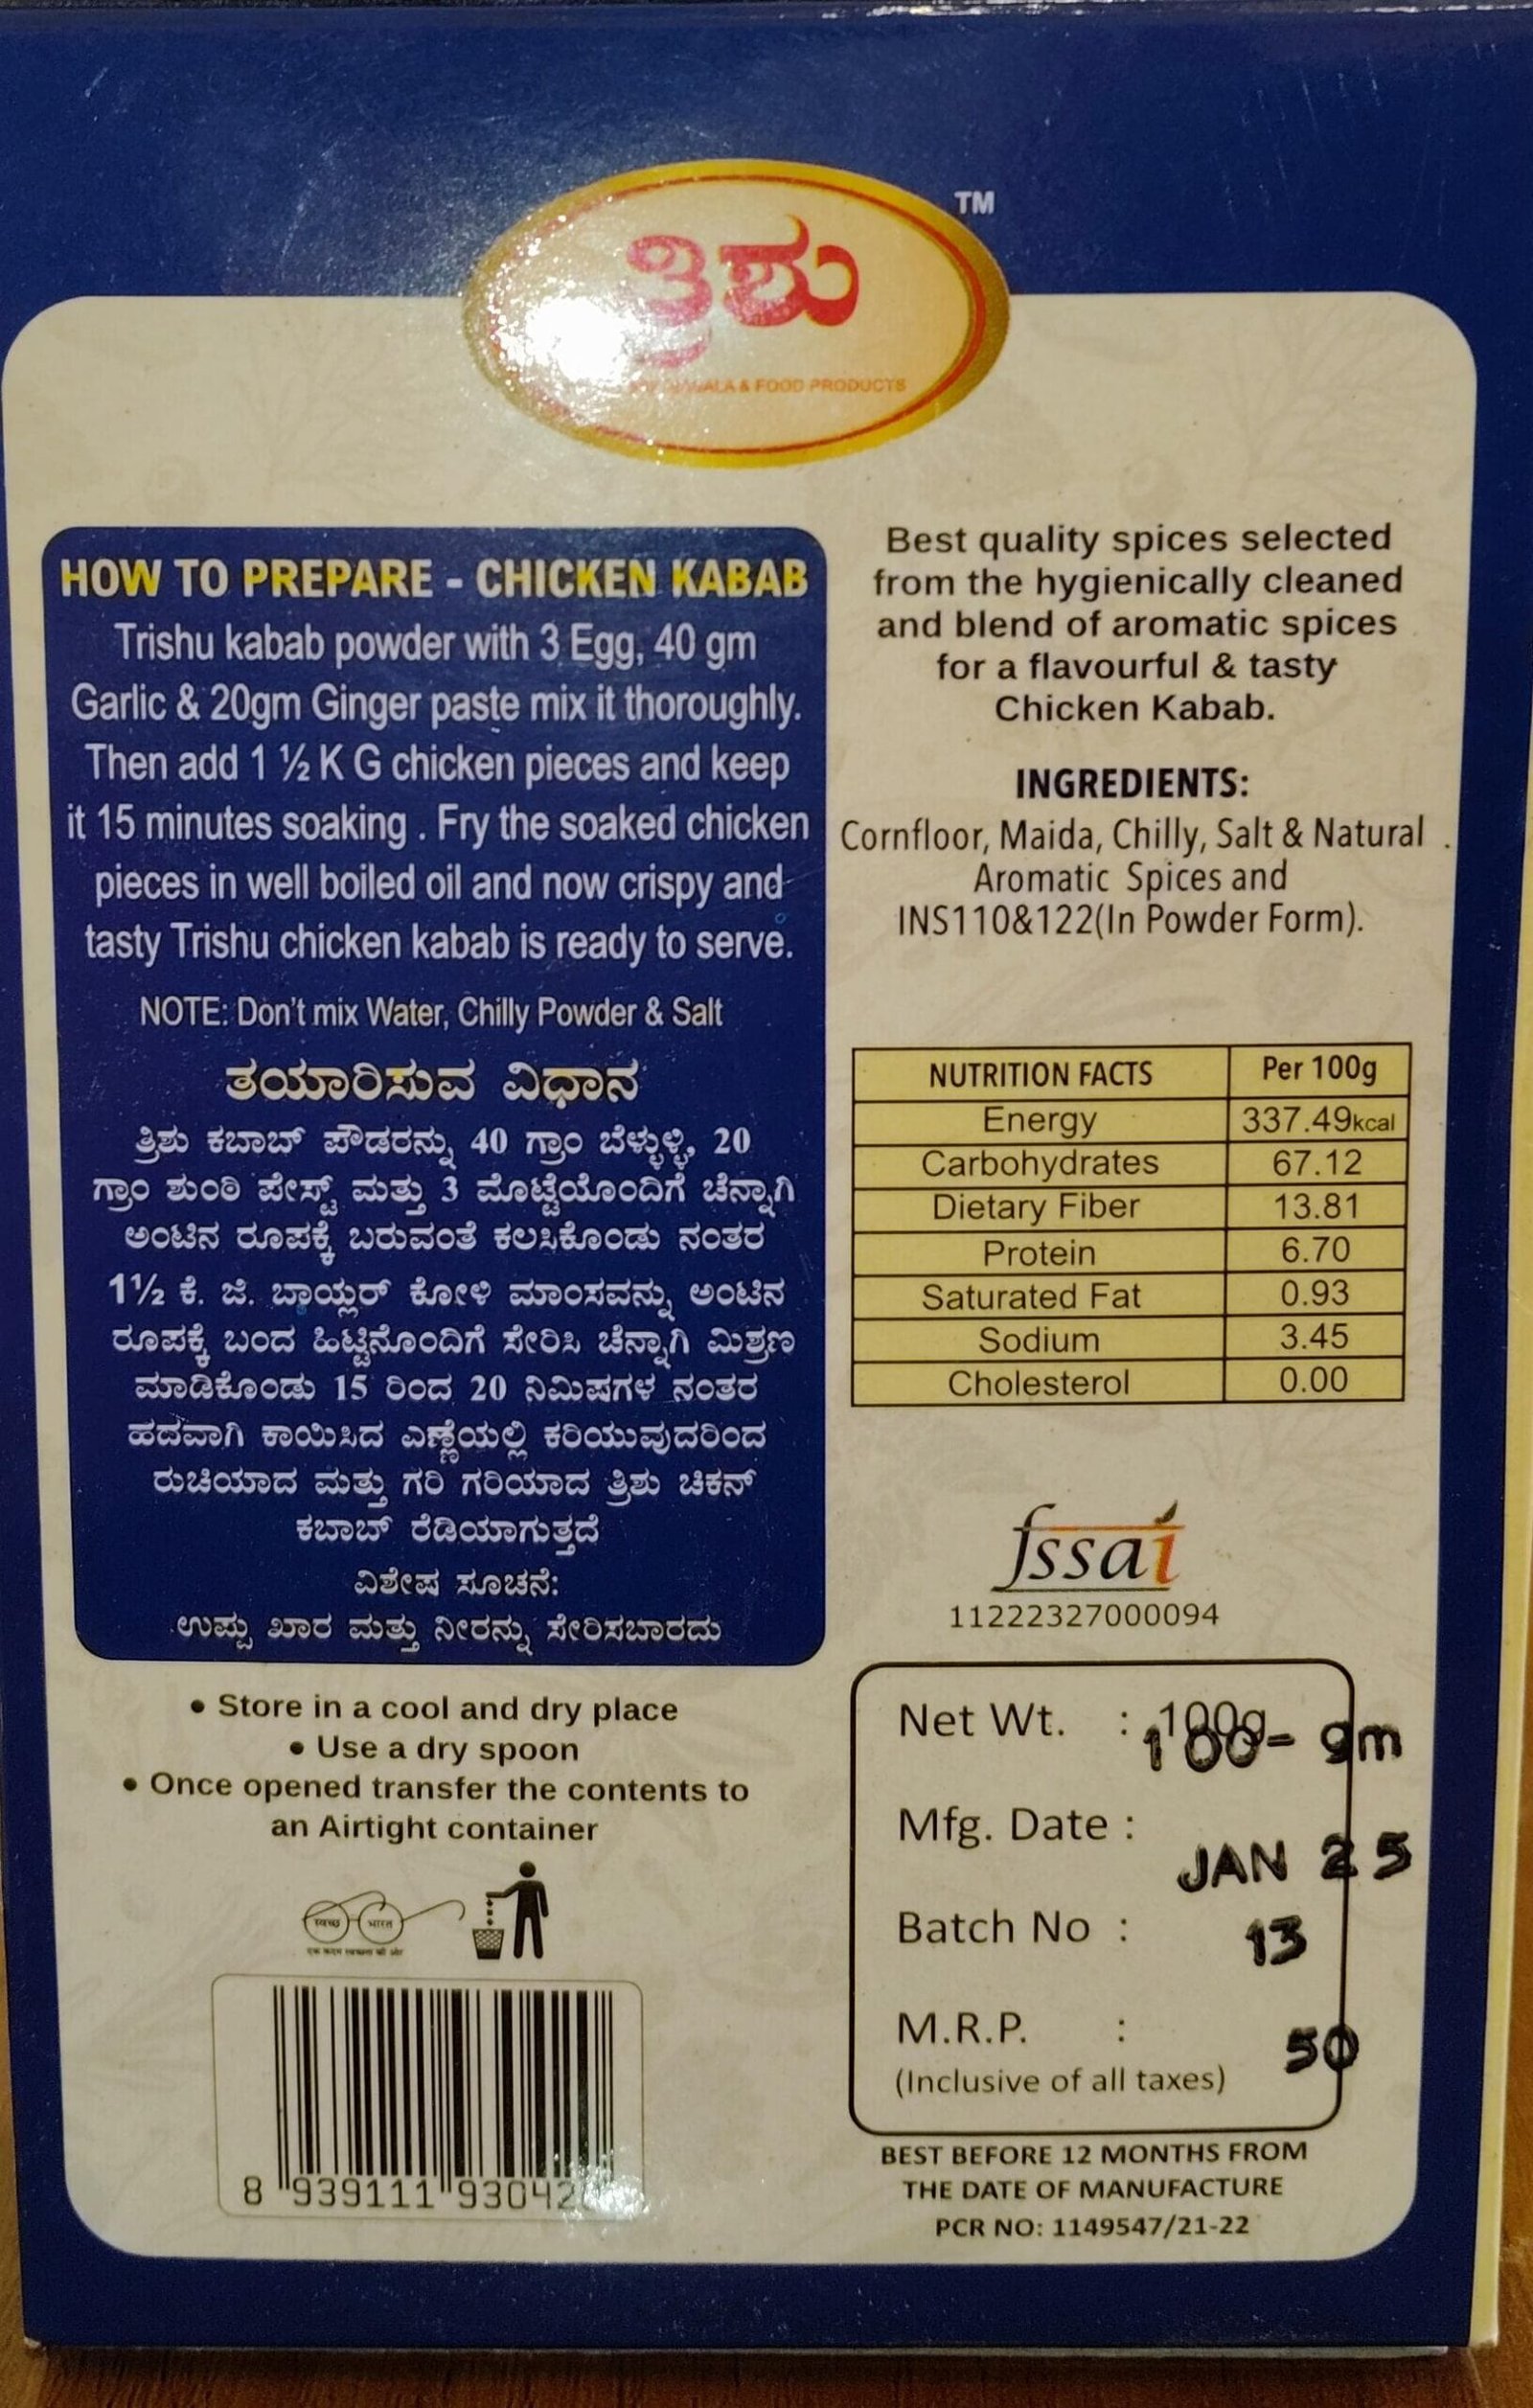 TM
ತ್ರಿಶು
& FOOD PRODUCTS
HOW TO PREPARE - CHICKEN KABAB
Trishu kabab powder with 3 Egg, 40 gm
Garlic & 20gm Ginger paste mix it thoroughly.
Then add 1 ½ K G chicken pieces and keep
it 15 minutes soaking . Fry the soaked chicken
pieces in well boiled oil and now crispy and
tasty Trishu chicken kabab is ready to serve.
NOTE: Don't mix Water, Chilly Powder & Salt
ತಯಾರಿಸುವ ವಿಧಾನ
ತ್ರಿಶು ಕಬಾಬ್ ಪೌಡರನ್ನು 40 ಗ್ರಾಂ ಬೆಳ್ಳುಳ್ಳಿ, 20
ಗ್ರಾಂ ಶುಂಠಿ ಪೇಸ್ಟ್ ಮತ್ತು 3 ಮೊಟ್ಟೆಯೊಂದಿಗೆ ಚೆನ್ನಾಗಿ
ಅಂಟಿನ ರೂಪಕ್ಕೆ ಬರುವಂತೆ ಕಲಸಿಕೊಂಡು ನಂತರ
1½ ಕೆ. ಜಿ. ಬ್ರಾಯ್ಲರ್ ಕೋಳಿ ಮಾಂಸವನ್ನು ಅಂಟಿನ
ರೂಪಕ್ಕೆ ಬಂದ ಹಿಟ್ಟಿನೊಂದಿಗೆ ಸೇರಿಸಿ ಚೆನ್ನಾಗಿ ಮಿಶ್ರಣ
ಮಾಡಿಕೊಂಡು 15 ರಿಂದ 20 ನಿಮಿಷಗಳ ನಂತರ
ಹದವಾಗಿ ಕಾಯಿಸಿದ ಎಣ್ಣೆಯಲ್ಲಿ ಕರಿಯುವುದರಿಂದ
ರುಚಿಯಾದ ಮತ್ತು ಗರಿ ಗರಿಯಾದ ತ್ರಿಶು ಚಿಕನ್
ಕಬಾಬ್ ರೆಡಿಯಾಗುತ್ತದೆ
ವಿಶೇಷ ಸೂಚನೆ:
ಉಪ್ಪು ಖಾರ ಮತ್ತು ನೀರನ್ನು ಸೇರಿಸಬಾರದು
• Store in a cool and dry place
• Use a dry spoon
• Once opened transfer the contents to
an Airtight container
स्वच्छ भारत
एक कदम स्वच्छता की ओर
8 939111 93042
Best quality spices selected
from the hygienically cleaned
and blend of aromatic spices
for a flavourful & tasty
Chicken Kabab.
INGREDIENTS:
Cornfloor, Maida, Chilly, Salt & Natural .
Aromatic Spices and
INS110&122(In Powder Form).
NUTRITION FACTS Per 100g
Energy 337.49kcal
Carbohydrates 67.12
Dietary Fiber 13.81
Protein 6.70
Saturated Fat 0.93
Sodium 3.45
Cholesterol 0.00
fssai
11222327000094
Net Wt. : 100g 100- gm
Mfg. Date : JAN 25
Batch No : 13
M.R.P. : 50
(Inclusive of all taxes)
BEST BEFORE 12 MONTHS FROM
THE DATE OF MANUFACTURE
PCR NO: 1149547/21-22